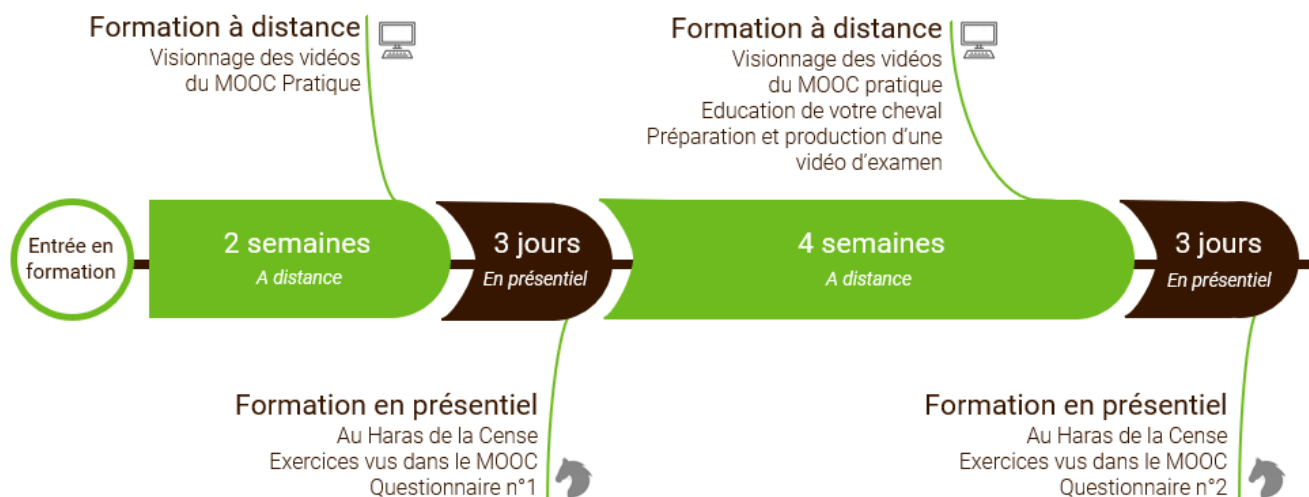 Formation à distance
Visionnage des vidéos
du MOOC Pratique
Formation à distance
Visionnage des vidéos
du MOOC pratique
Education de votre cheval
Préparation et production d'une
vidéo d'examen
Entrée en
formation
2 semaines
A distance
3 jours
En présentiel
4 semaines
A distance
3 jours
En présentiel
Formation en présentiel
Au Haras de la Cense
Exercices vus dans le MOOC
Questionnaire n°1
Formation en présentiel
Au Haras de la Cense
Exercices vus dans le MOOC
Questionnaire n°2